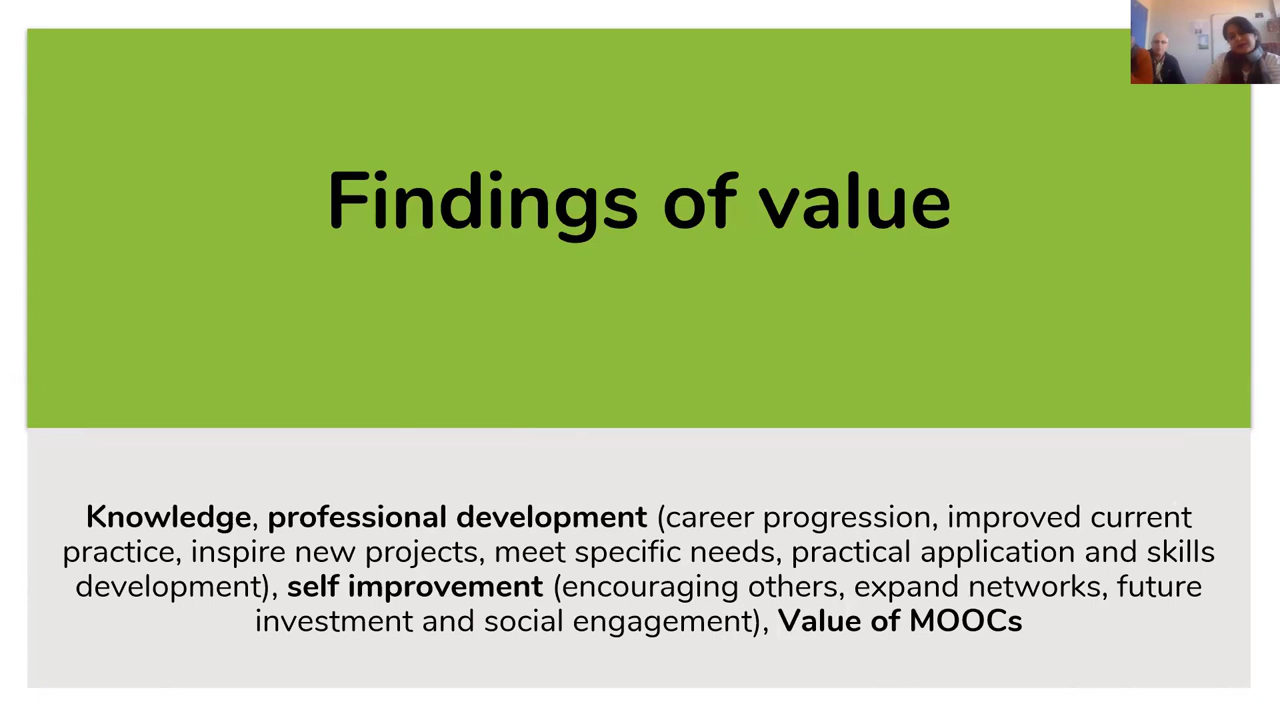 Findings of value
Knowledge, professional development (career progression, improved current
practice, inspire new projects, meet specific needs, practical application and skills
development), self improvement (encouraging others, expand networks, future
investment and social engagement), Value of MOOCs